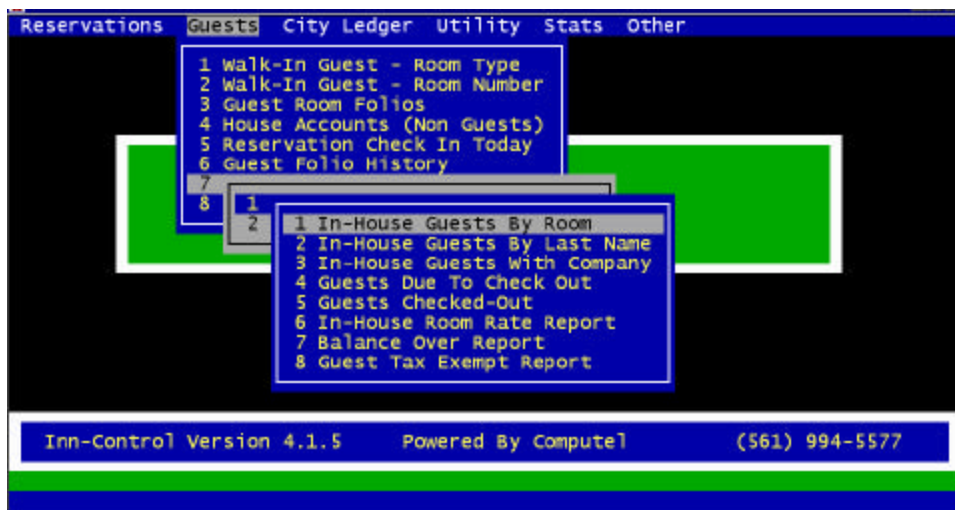 Reservations Guests City Ledger Utility Stats Other
1 Walk-In Guest - Room Type
2 Walk-In Guest - Room Number
3 Guest Room Folios
4 House Accounts (Non Guests)
5 Reservation Check In Today
6 Guest Folio History
7
8
1
2
1 In-House Guests By Room
2 In-House Guests By Last Name
3 In-House Guests With Company
4 Guests Due To Check Out
5 Guests Checked-Out
6 In-House Room Rate Report
7 Balance Over Report
8 Guest Tax Exempt Report
Inn-Control Version 4.1.5 Powered By Computel (561) 994-5577